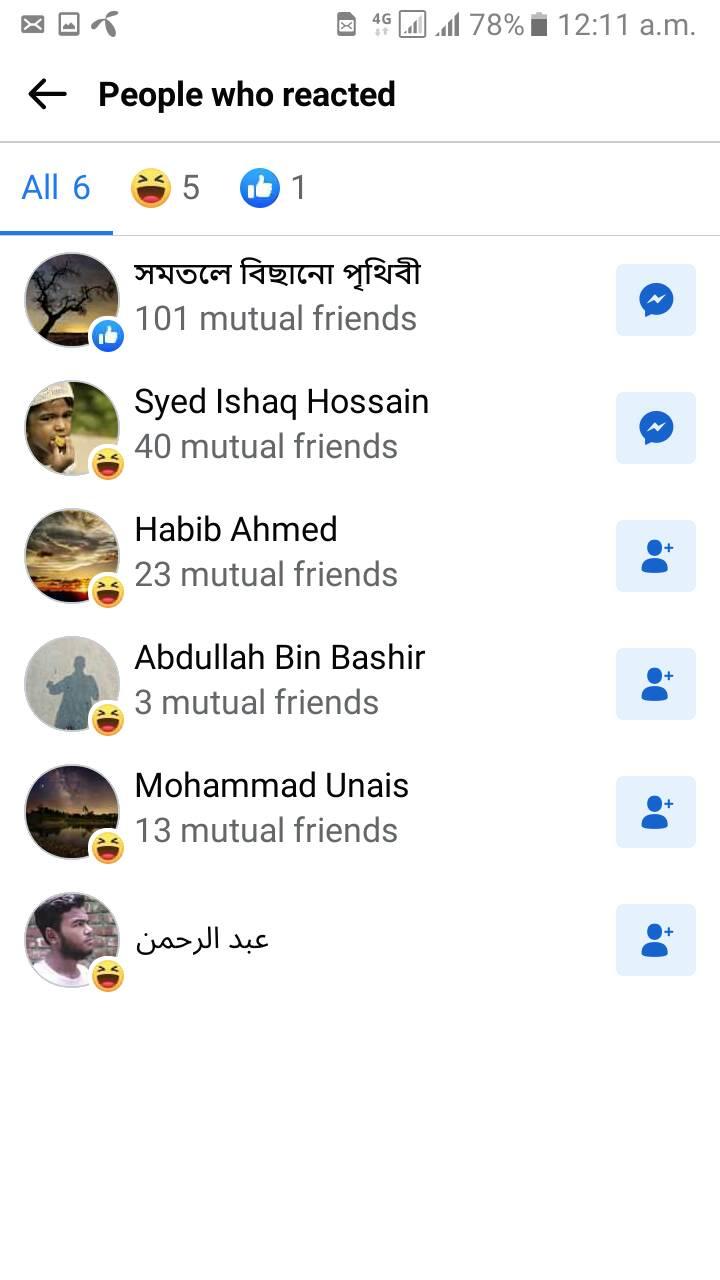 4G 78% 12:11 a.m.
People who reacted
All 6 5 1
সমতলে বিছানো পৃথিবী
101 mutual friends
Syed Ishaq Hossain
40 mutual friends
Habib Ahmed
23 mutual friends
Abdullah Bin Bashir
3 mutual friends
Mohammad Unais
13 mutual friends
عبد الرحمن